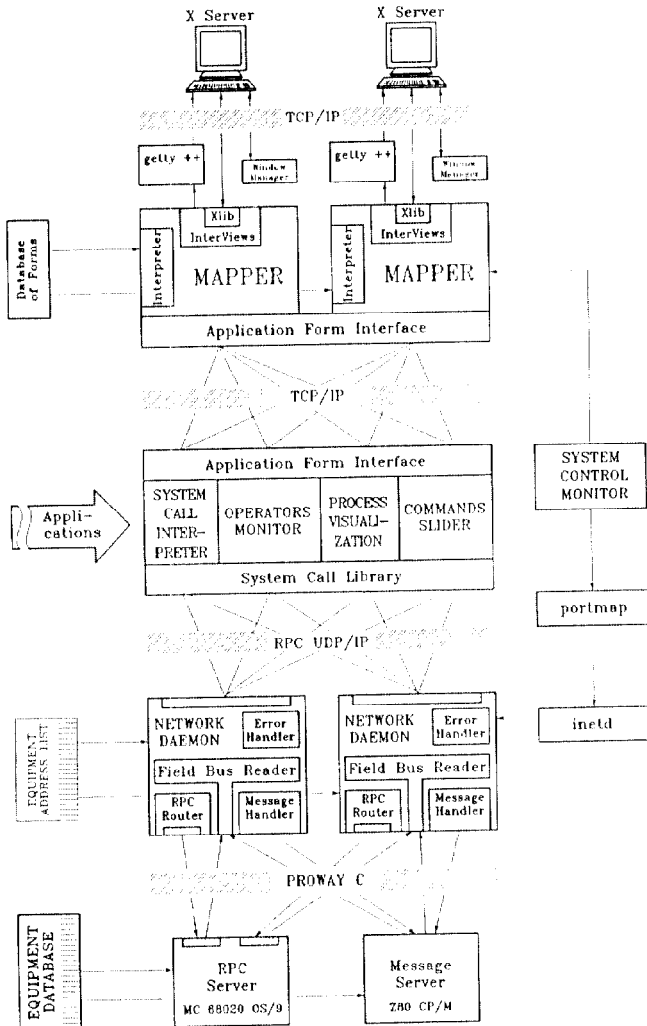 X Server
X Server
TCP/IP
getty ++
Window
Manager
getty ++
Window
Manager
Database
of Forms
Interpreter
Xlib
InterViews
MAPPER
Interpreter
Xlib
InterViews
MAPPER
Application Form Interface
TCP/IP
Application Form Interface
Appli-
cations
SYSTEM
CALL
INTER-
PRETER
OPERATORS
MONITOR
PROCESS
VISUALI-
ZATION
COMMANDS
SLIDER
System Call Library
SYSTEM
CONTROL
MONITOR
portmap
inetd
RPC UDP/IP
EQUIPMENT
ADDRESS LIST
NETWORK
DAEMON
Error
Handler
Field Bus Reader
RPC
Router
Message
Handler
NETWORK
DAEMON
Error
Handler
Field Bus Reader
RPC
Router
Message
Handler
PROWAY C
EQUIPMENT
DATABASE
RPC
Server
MC 68020 OS/9
Message
Server
Z80 CP/M